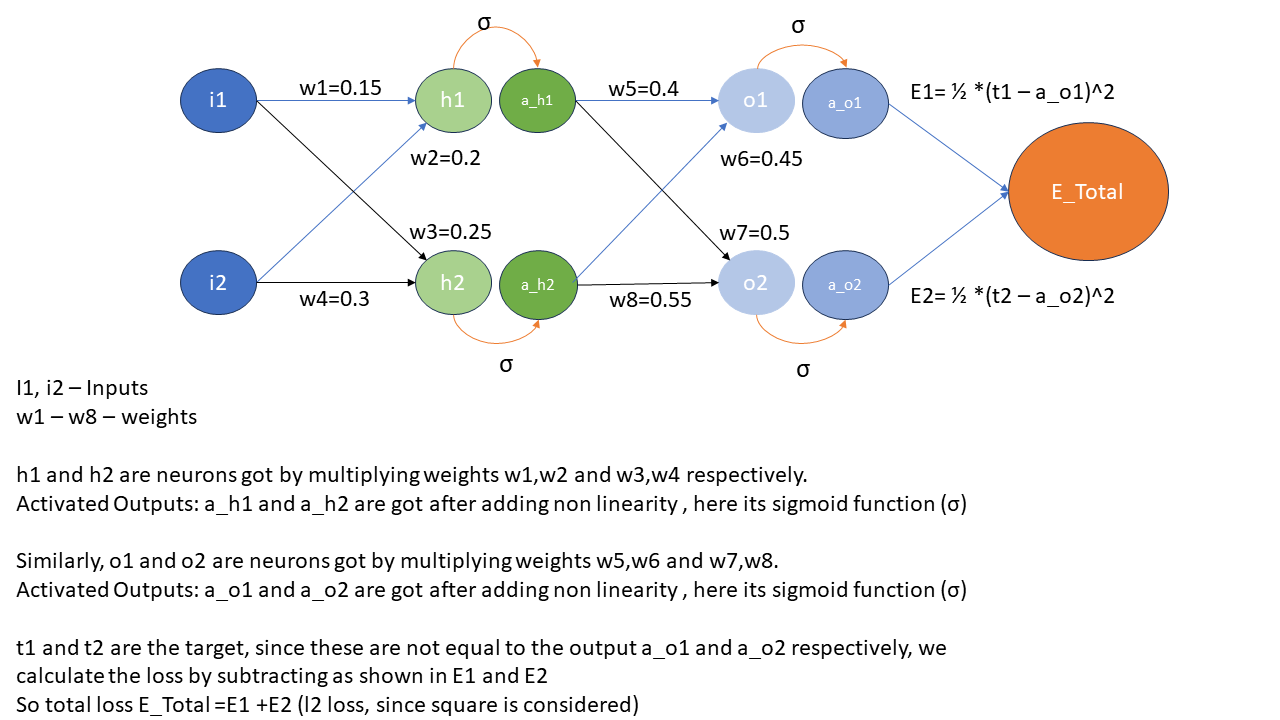 σ
σ
i1
w1=0.15
h1
a_h1
w5=0.4
o1
a_o1
E1= ½ *(t1 – a_o1)^2
w2=0.2
w6=0.45
E_Total
w3=0.25
w7=0.5
i2
w4=0.3
h2
a_h2
w8=0.55
o2
a_o2
E2= ½ *(t2 – a_o2)^2
σ
σ
I1, i2 – Inputs
w1 – w8 – weights
h1 and h2 are neurons got by multiplying weights w1,w2 and w3,w4 respectively.
Activated Outputs: a_h1 and a_h2 are got after adding non linearity , here its sigmoid function (σ)
Similarly, o1 and o2 are neurons got by multiplying weights w5,w6 and w7,w8.
Activated Outputs: a_o1 and a_o2 are got after adding non linearity , here its sigmoid function (σ)
t1 and t2 are the target, since these are not equal to the output a_o1 and a_o2 respectively, we
calculate the loss by subtracting as shown in E1 and E2
So total loss E_Total =E1 +E2 (l2 loss, since square is considered)